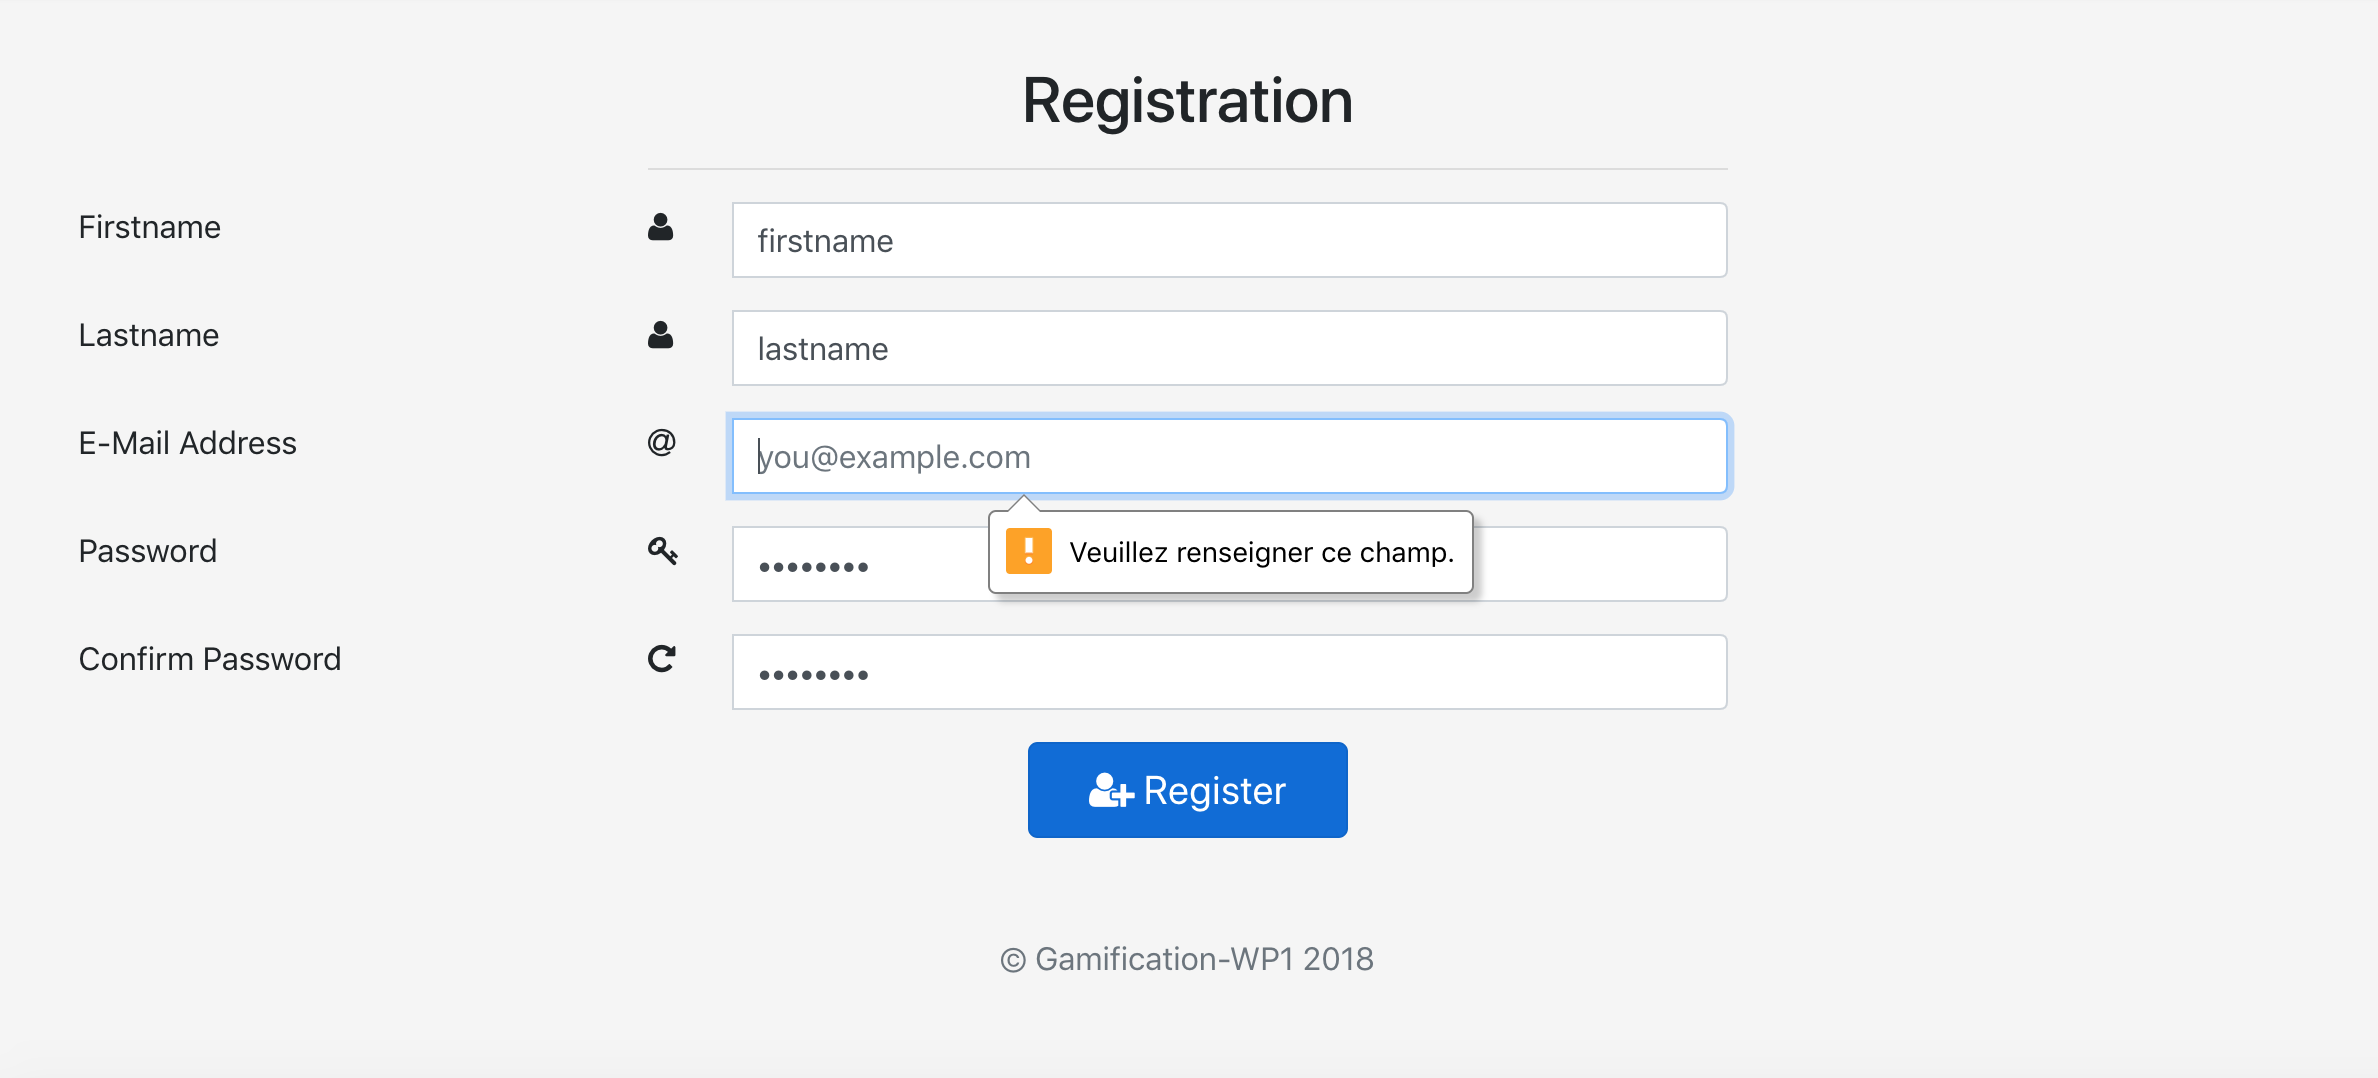 Registration
Firstname
firstname
Lastname
lastname
E-Mail Address
@
you@example.com
Password
••••••••
Veuillez renseigner ce champ.
Confirm Password
••••••••
Register
© Gamification-WP1 2018